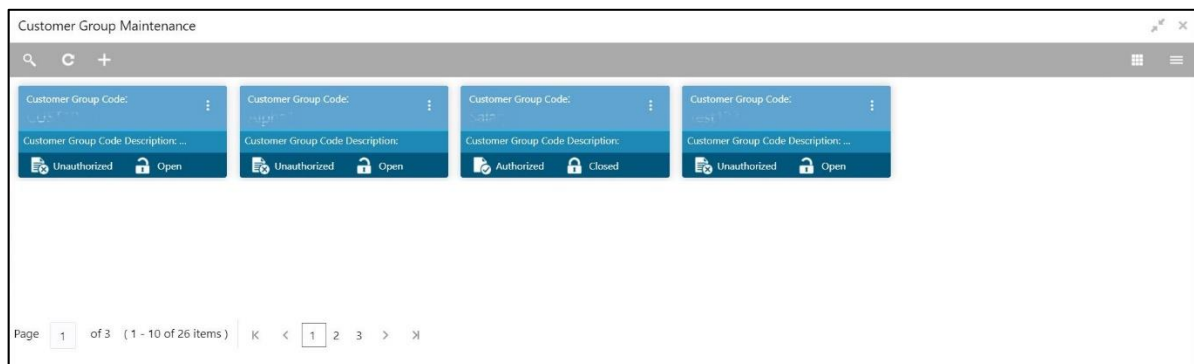 Customer Group Maintenance
Customer Group Code: Customer Group Code: Customer Group Code: Customer Group Code:
Customer Group Code Description: ... Customer Group Code Description: Customer Group Code Description: Customer Group Code Description: ...
Unauthorized Open Unauthorized Open Authorized Closed Unauthorized Open
Page 1 of 3 ( 1 - 10 of 26 items ) 1 2 3